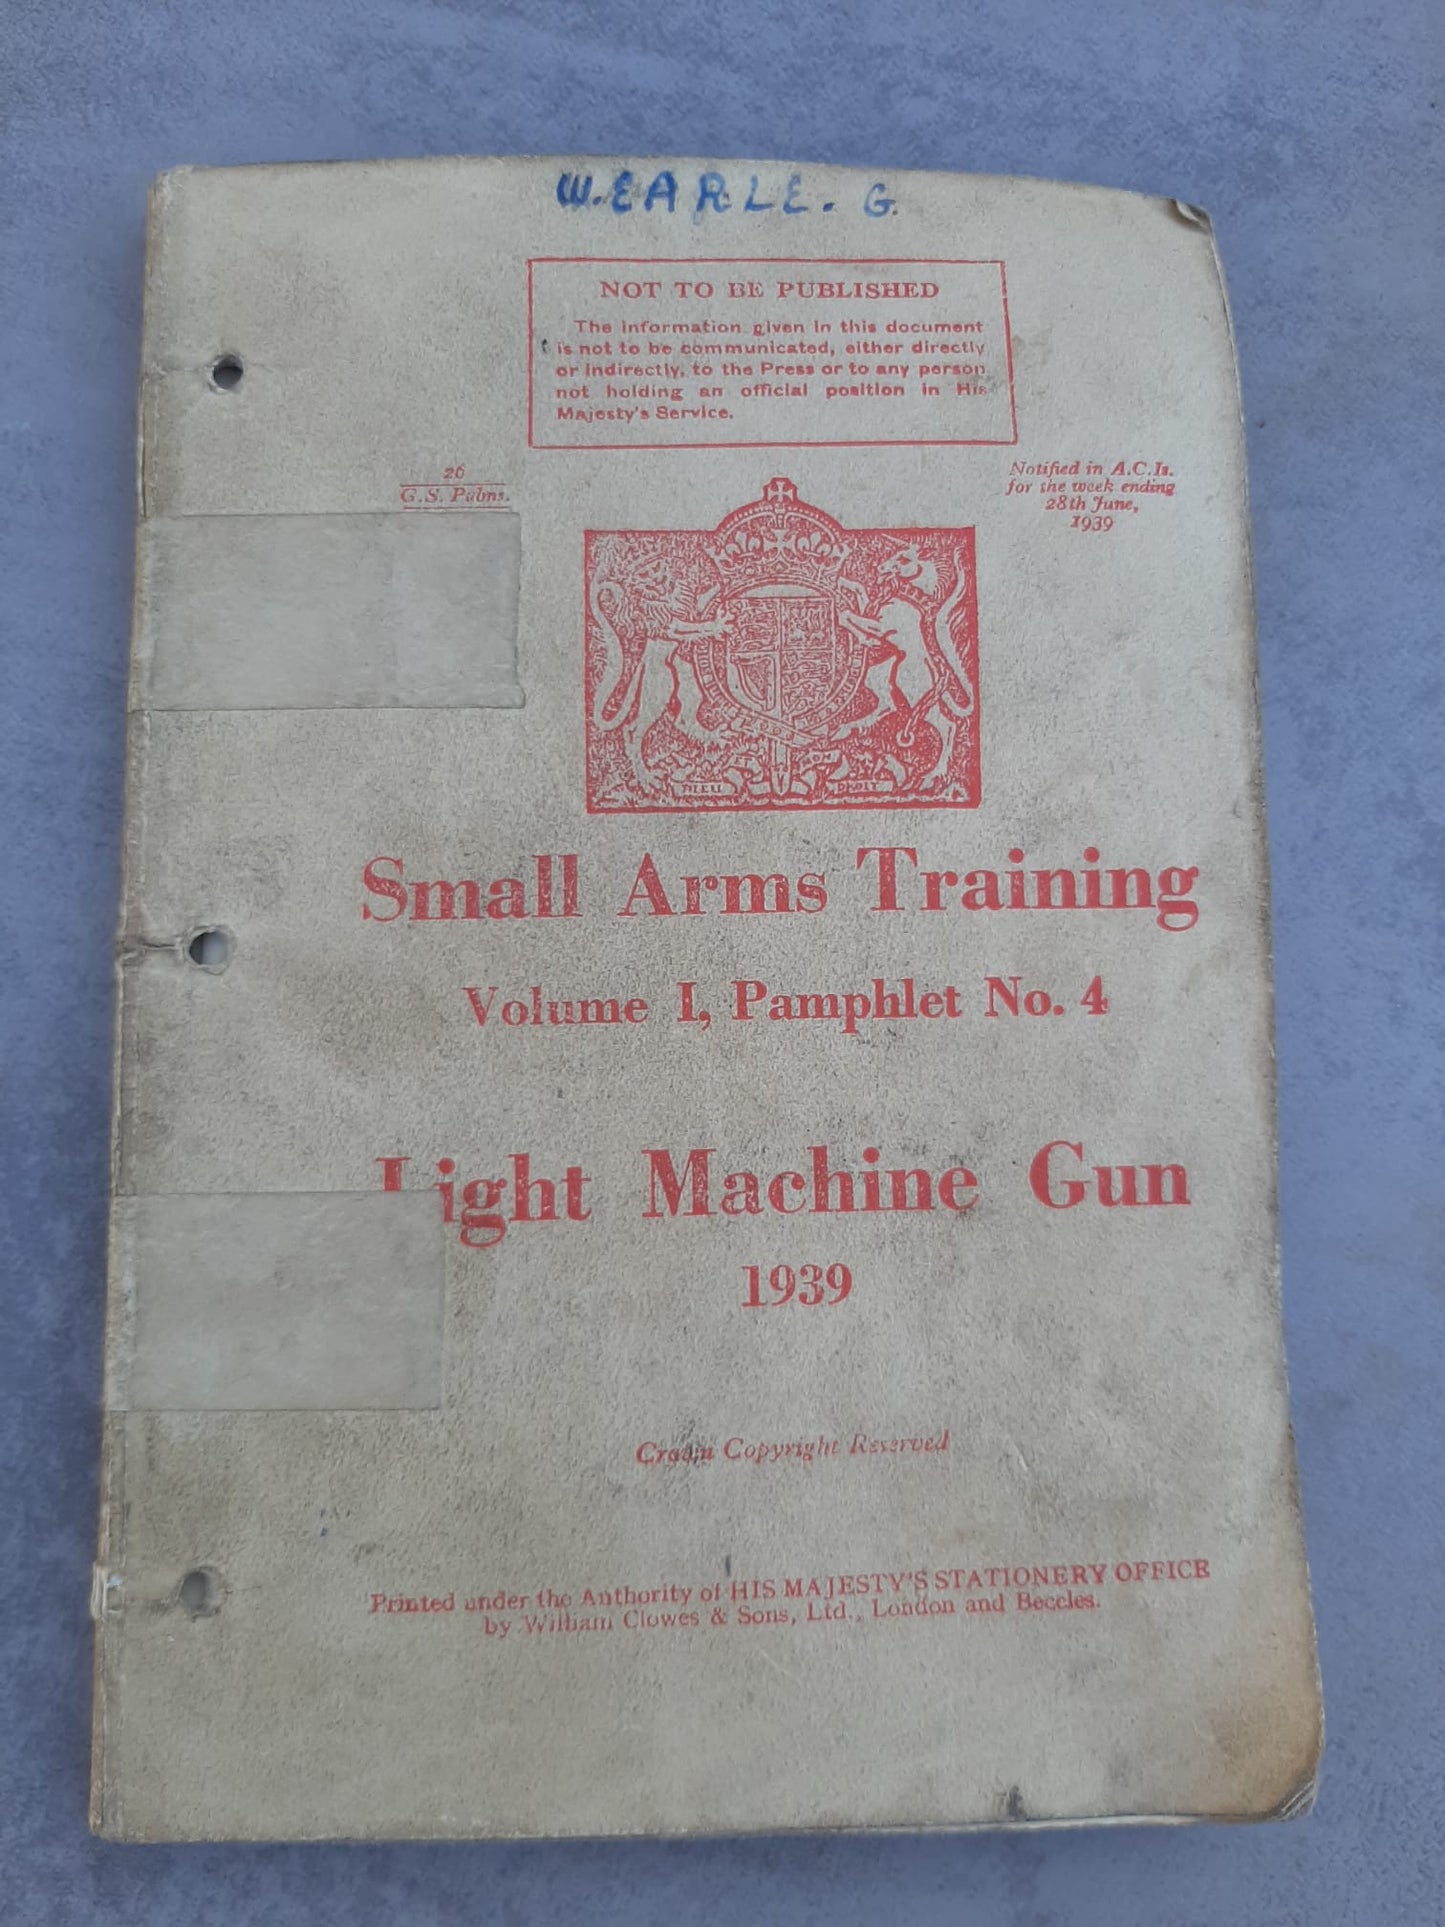 W. EARLE. G.
NOT TO BE PUBLISHED
The information given in this document
is not to be communicated, either directly
or indirectly, to the Press or to any person
not holding an official position in His
Majesty's Service.
26
G.S. Pubns.
Notified in A.C.Is.
for the week ending
28th June,
1939
DIEU
MON
DROIT
Small Arms Training
Volume I, Pamphlet No. 4
Light Machine Gun
1939
Crown Copyright Reserved
Printed under the Authority of HIS MAJESTY'S STATIONERY OFFICE
by William Clowes & Sons, Ltd., London and Beccles.